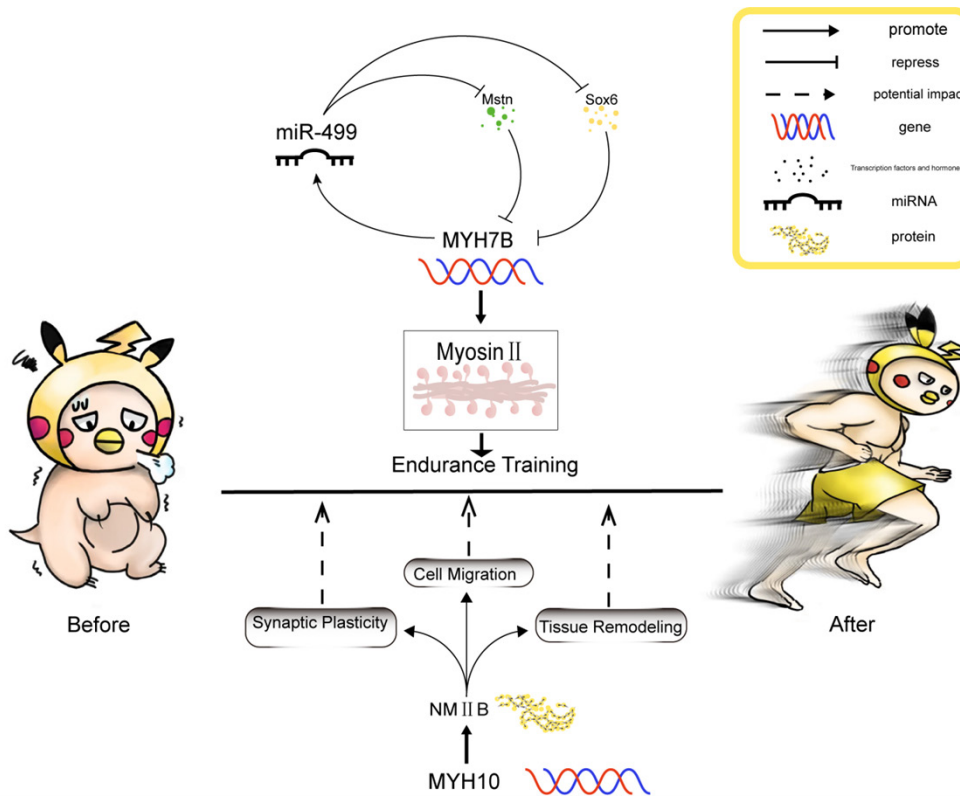 promote
repress
potential impac
gene
Transcription factors and hormone
miRNA
protein
Mstn
Sox6
miR-499
MYH7B
Myosin Ⅱ
Endurance Training
Before
After
Cell Migration
Synaptic Plasticity
Tissue Remodeling
NM Ⅱ B
MYH10